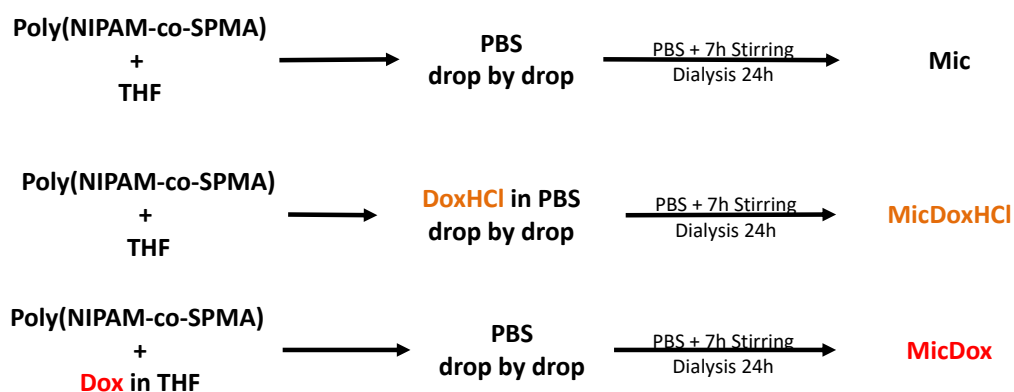 Poly(NIPAM-co-SPMA)
+
THF
PBS
drop by drop
PBS + 7h Stirring
Dialysis 24h
Mic
Poly(NIPAM-co-SPMA)
+
THF
DoxHCl in PBS
drop by drop
PBS + 7h Stirring
Dialysis 24h
MicDoxHCl
Poly(NIPAM-co-SPMA)
+
Dox in THF
PBS
drop by drop
PBS + 7h Stirring
Dialysis 24h
MicDox